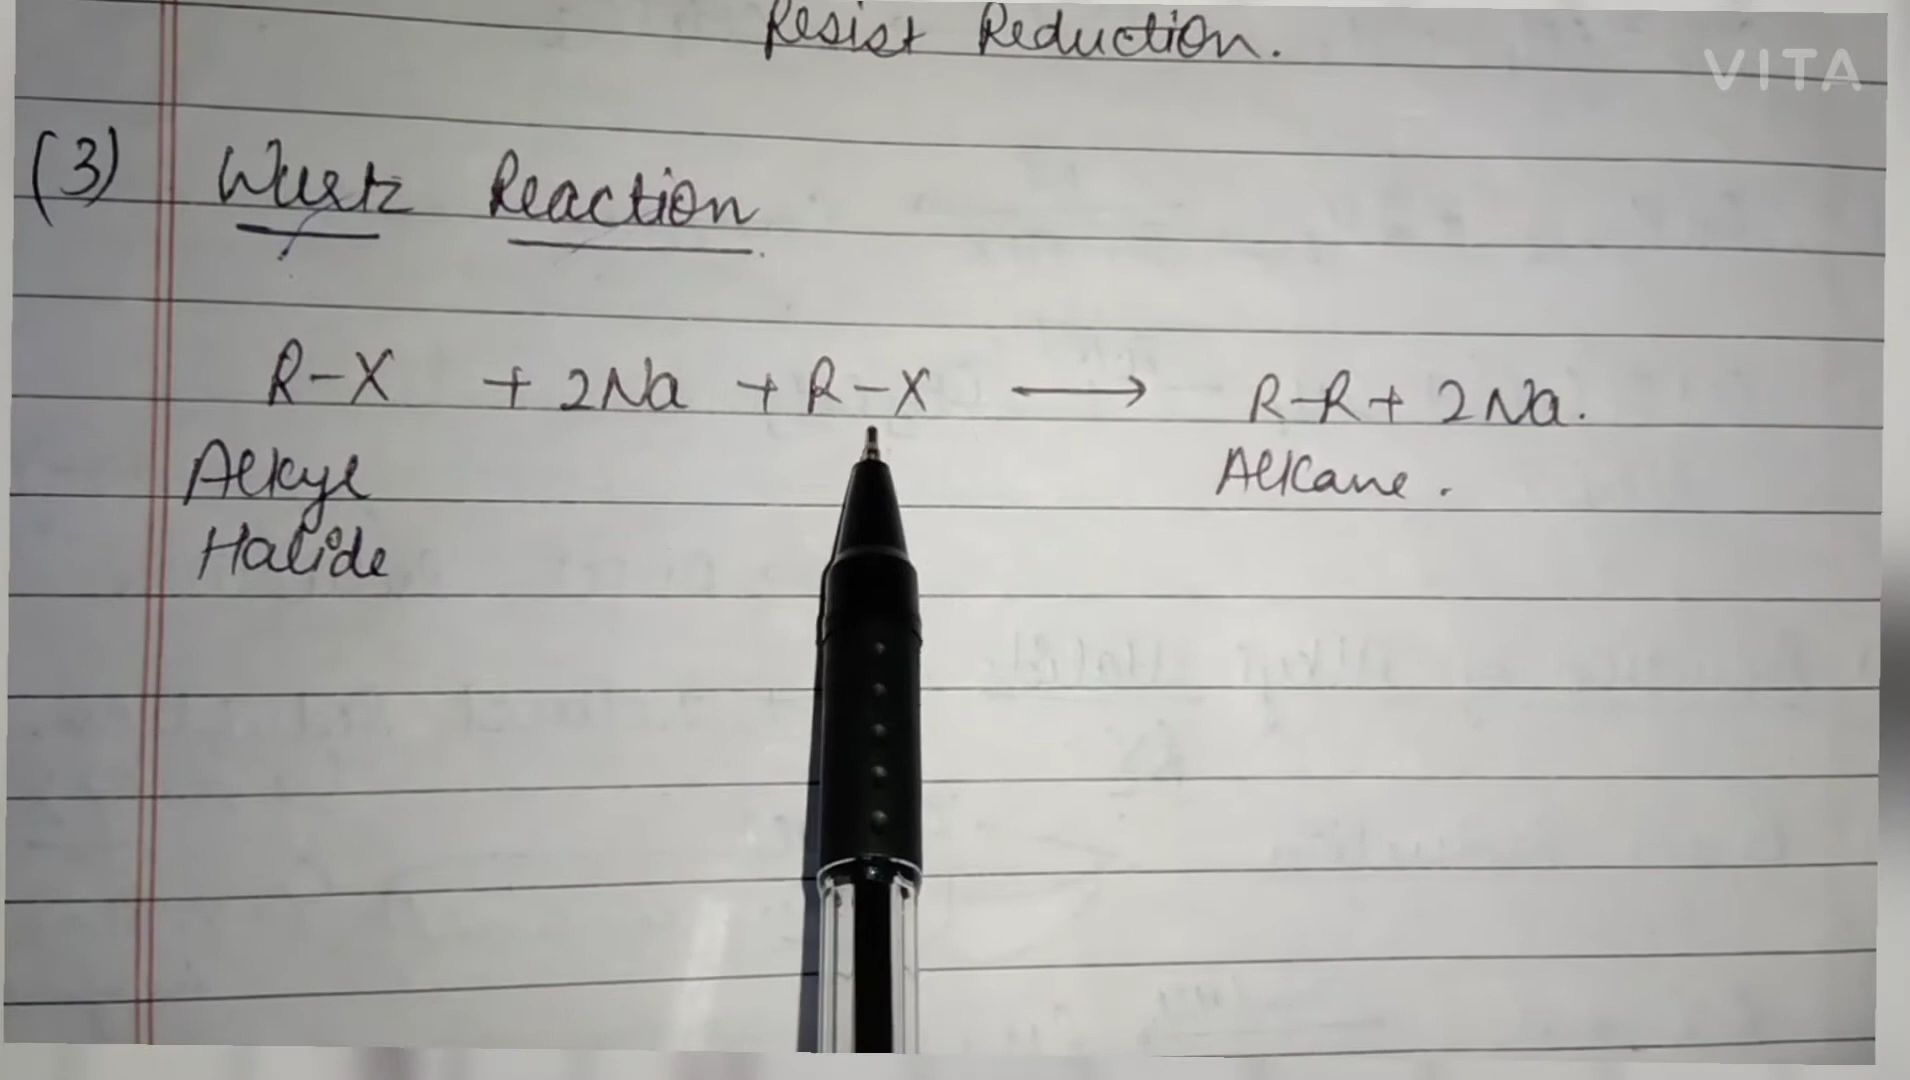 Resist Reduction.
VITA
(3) Wurtz Reaction.
R-X + 2Na + R-X ⟶ R-R + 2Na.
Alkyl Alkane.
Halide